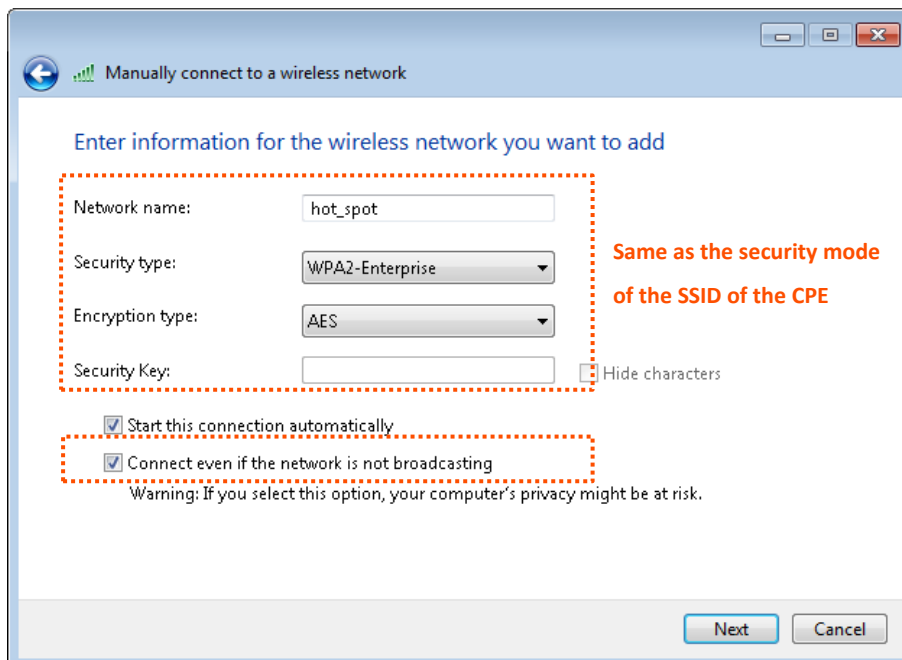 Manually connect to a wireless network
Enter information for the wireless network you want to add
Network name: hot_spot
Security type: WPA2-Enterprise
Same as the security mode
of the SSID of the CPE
Encryption type: AES
Security Key: Hide characters
Start this connection automatically
Connect even if the network is not broadcasting
Warning: If you select this option, your computer's privacy might be at risk.
Next Cancel